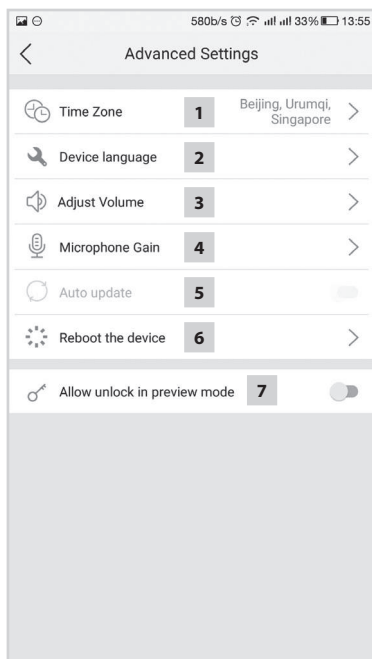 580b/s 33% 13:55
Advanced Settings
Time Zone 1 Beijing, Urumqi,
Singapore
Device language 2
Adjust Volume 3
Microphone Gain 4
Auto update 5
Reboot the device 6
Allow unlock in preview mode 7